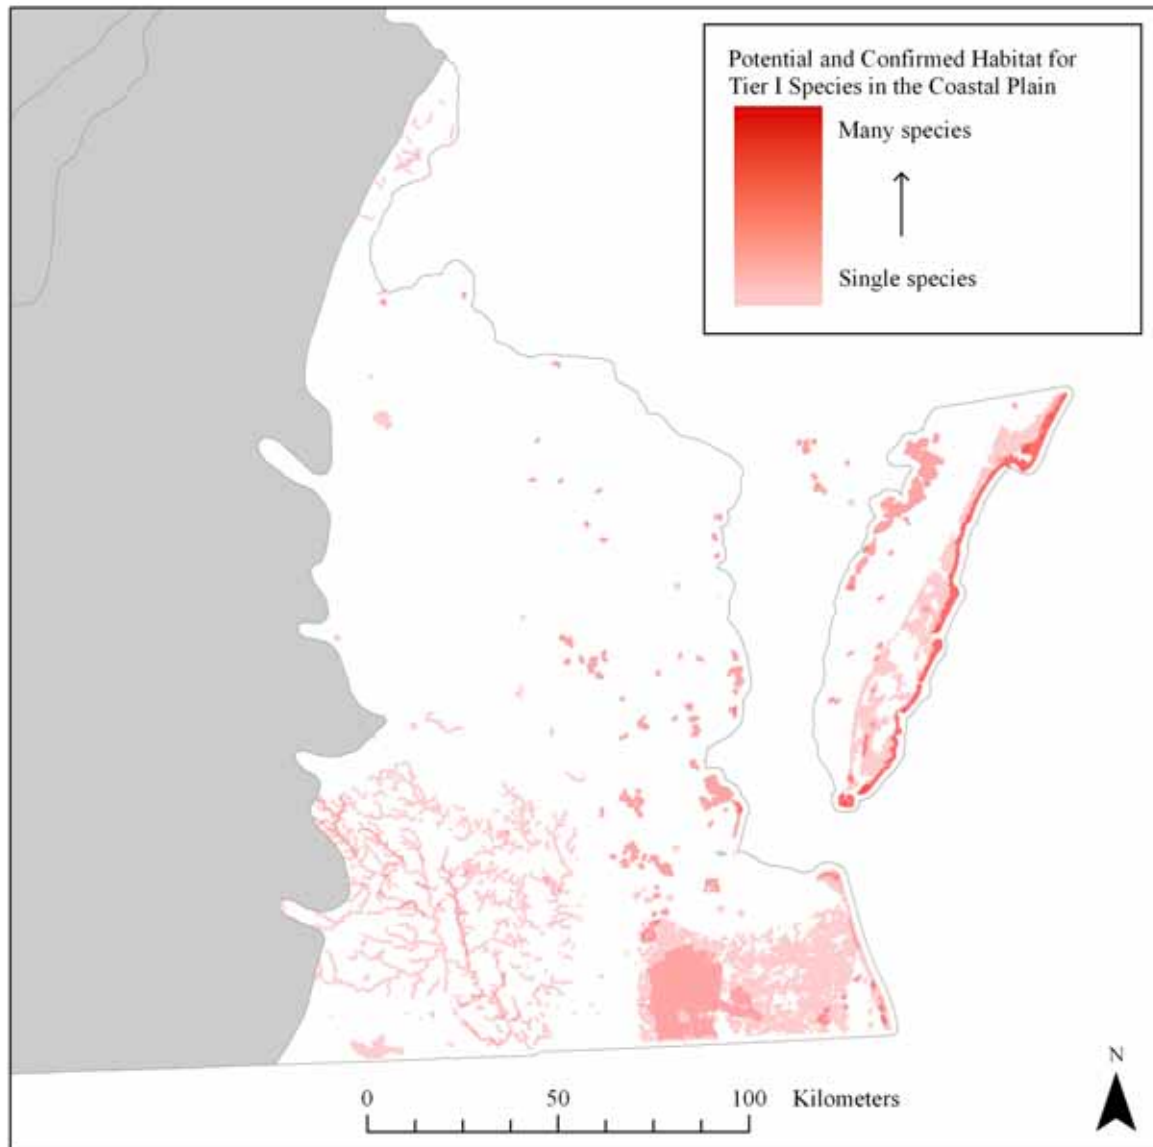 Potential and Confirmed Habitat for
Tier I Species in the Coastal Plain
Many species
Single species
N
0 50 100 Kilometers